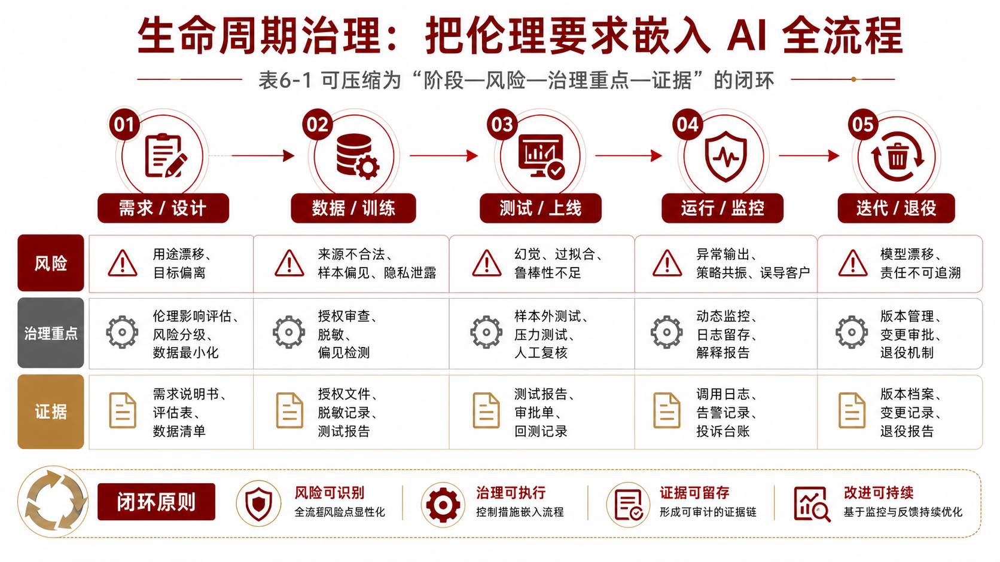 生命周期治理：把伦理要求嵌入 AI 全流程
表6-1 可压缩为“阶段—风险—治理重点—证据”的闭环
01
02
03
04
05
需求 / 设计
数据 / 训练
测试 / 上线
运行 / 监控
迭代 / 退役
风险
用途漂移、
目标偏离
来源不合法、
样本偏见、隐私泄露
幻觉、过拟合、
鲁棒性不足
异常输出、
策略共振、误导客户
模型漂移、
责任不可追溯
治理重点
伦理影响评估、
风险分级、
数据最小化
授权审查、
脱敏、
偏见检测
样本外测试、
压力测试、
人工复核
动态监控、
日志留存、
解释报告
版本管理、
变更审批、
退役机制
证据
需求说明书、
评估表、
数据清单
授权文件、
脱敏记录、
测试报告
测试报告、
审批单、
回测记录
调用日志、
告警记录、
投诉台账
版本档案、
变更记录、
退役报告
闭环原则
风险可识别
全流程风险点显性化
治理可执行
控制措施嵌入流程
证据可留存
形成可审计的证据链
改进可持续
基于监控与反馈持续优化